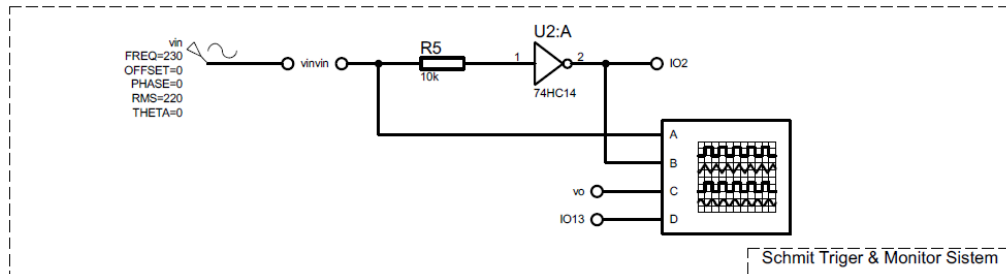 vin
FREQ=230
OFFSET=0
PHASE=0
RMS=220
THETA=0
vinvin
R5
10k
U2:A
1
2
74HC14
IO2
A
B
vo
C
IO13
D
Schmit Triger & Monitor Sistem